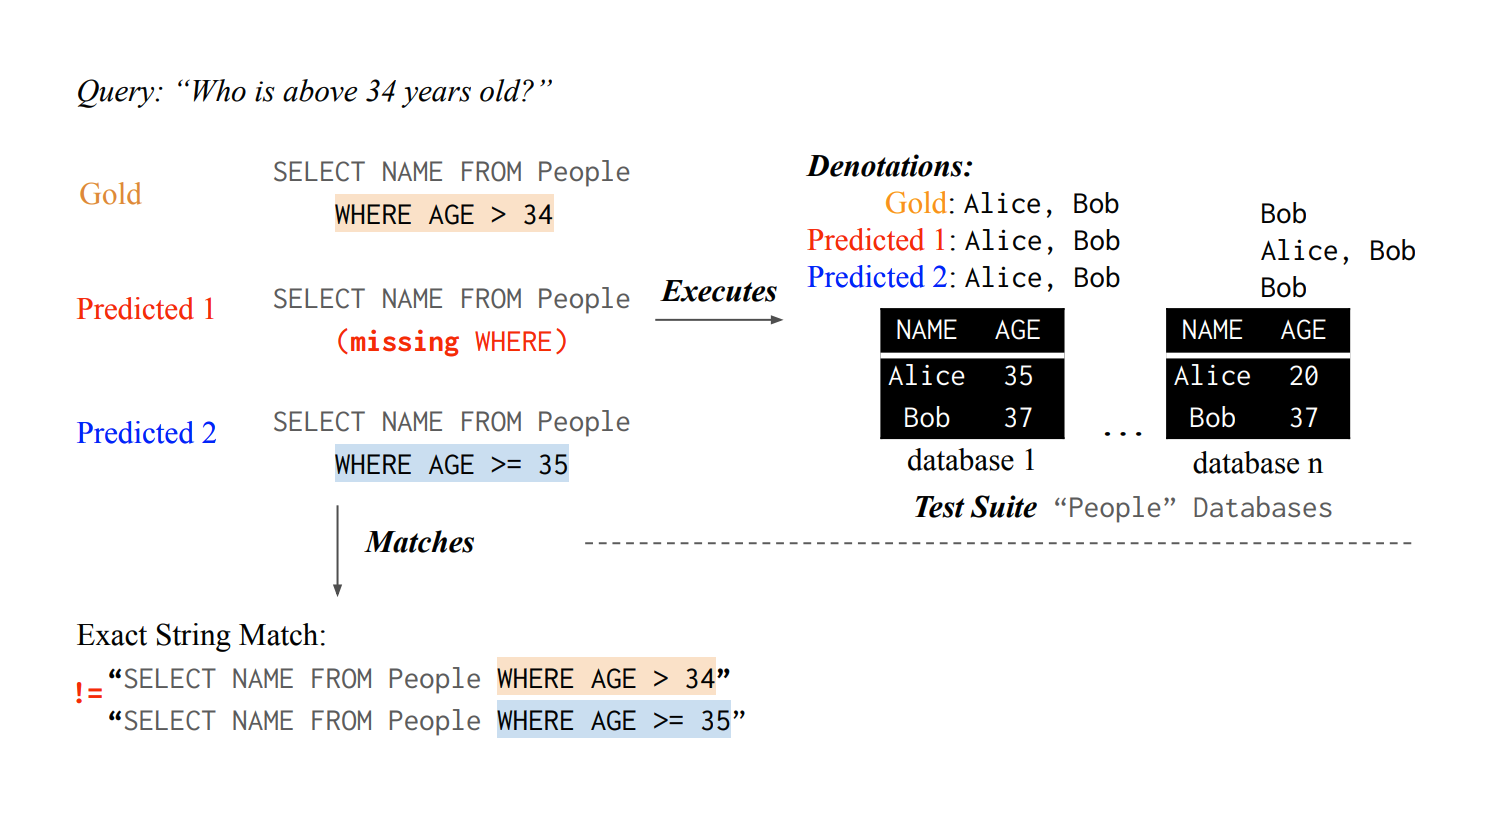 Query: “Who is above 34 years old?”
Gold
SELECT NAME FROM People
WHERE AGE > 34
Predicted 1
SELECT NAME FROM People
(missing WHERE)
Predicted 2
SELECT NAME FROM People
WHERE AGE >= 35
Executes
Matches
Denotations:
Gold: Alice, Bob
Predicted 1: Alice, Bob
Predicted 2: Alice, Bob
Bob
Alice, Bob
Bob
NAME AGE
Alice 35
Bob 37
database 1
...
NAME AGE
Alice 20
Bob 37
database n
Test Suite “People” Databases
Exact String Match:
!=
“SELECT NAME FROM People WHERE AGE > 34”
“SELECT NAME FROM People WHERE AGE >= 35”